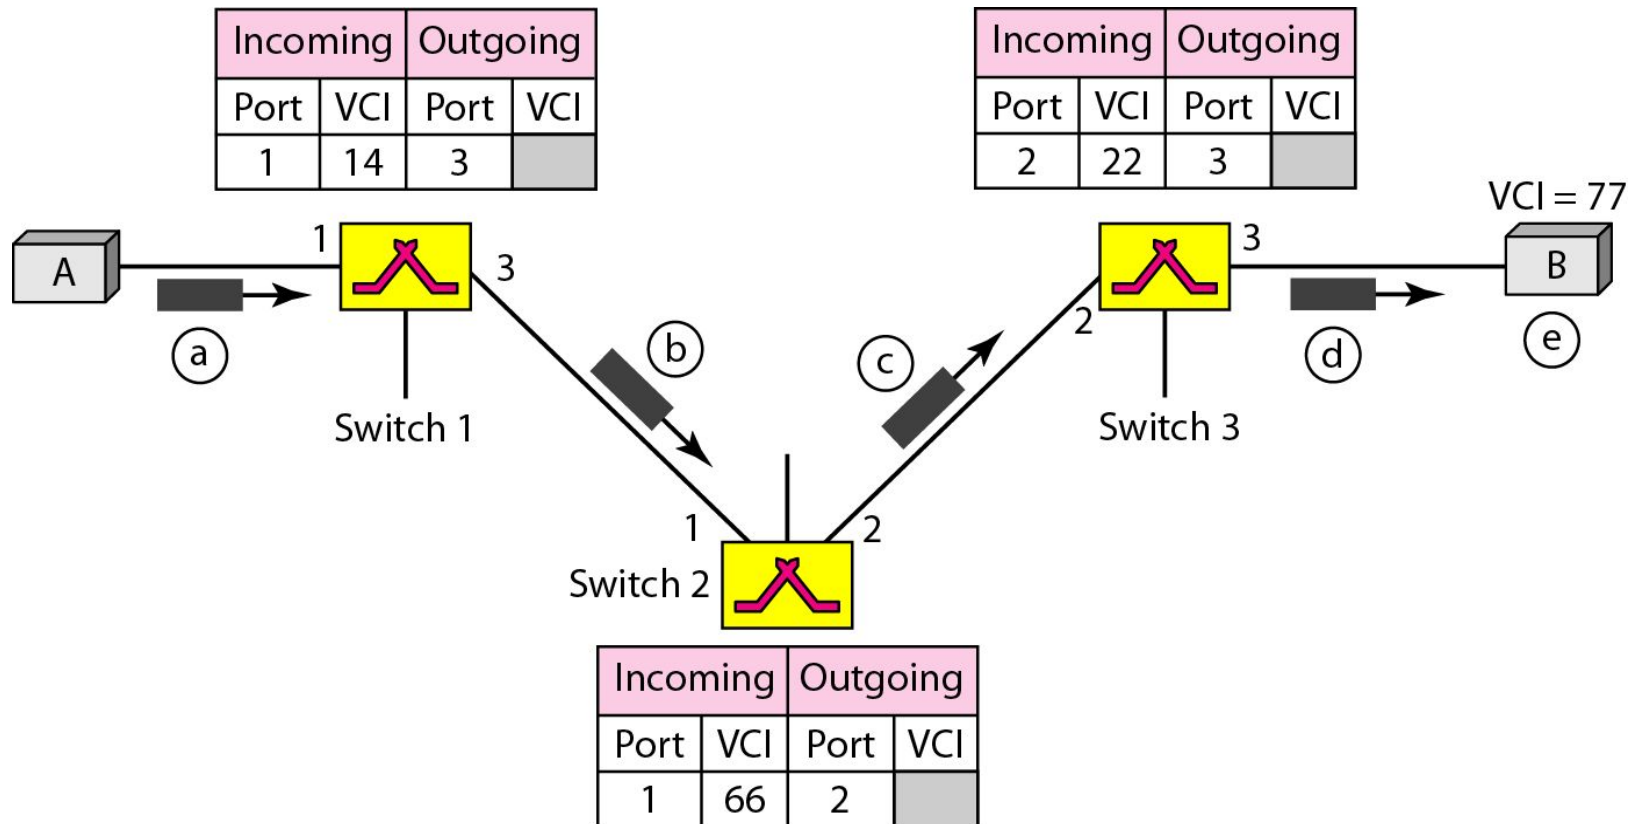 Incoming Outgoing
Port VCI Port VCI
1 14 3
Incoming Outgoing
Port VCI Port VCI
2 22 3
VCI = 77
A
1
3
a
Switch 1
b
c
2
3
Switch 3
B
d
e
1
2
Switch 2
Incoming Outgoing
Port VCI Port VCI
1 66 2